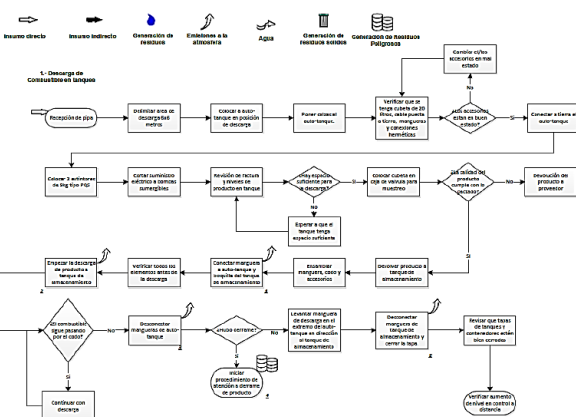 Insumo directo
Insumo indirecto
Generación de
residuos
Emisiones a la
atmósfera
Agua
Generación de
residuos sólidos
Generación de Residuos
Peligrosos
1.- Descarga de
Combustible en tanques
Cambiar el/los
accesorios en mal
estado
No
Recepción de pipa
Delimitar área de
descarga 6x6
metros
Colocar a auto-
tanque en posición
de descarga
Poner calzas al
auto-tanque.
Verificar que se
tenga cubeta de 20
litros, cable puesta
a tierra, mangueras
y conexiones
herméticas
¿Los accesorios
están en buen
estado?
Si
Conectar a tierra el
auto-tanque
Colocar 2 extintores
de 9kg tipo PQS
Cortar suministro
eléctrico a bombas
sumergibles
Revisión de factura
y niveles de
producto en tanque
¿Hay espacio
suficiente para
la descarga?
Si
Colocar cubeta en
caja de válvula para
muestreo
¿La calidad del
producto
cumple con lo
pactado?
No
Devolución del
producto a
proveedor
No
Esperar a que el
tanque tenga
espacio suficiente
Si
Empezar la descarga
de producto a
tanque de
almacenamiento
Verificar todos los
elementos antes de
la descarga
Conectar manguera
a auto-tanque y
boquilla del tanque
de almacenamiento
Ensamblar
manguera, codo y
accesorios
Devolver producto a
tanque de
almacenamiento
¿El combustible
sigue pasando
por el codo?
No
Desconectar
mangueras de auto-
tanque
¿Hubo derrame?
No
Levantar manguera
de descarga en el
extremo del auto-
tanque en dirección
al tanque de
almacenamiento
Desconectar
manguera de
tanque de
almacenamiento y
cerrar la tapa
Revisar que tapas
de tanques y
contenedores estén
bien cerradas
Si
Continuar con
descarga
Si
Iniciar
procedimiento de
atención a derrame
de producto
Verificar aumento
de nivel en control a
distancia